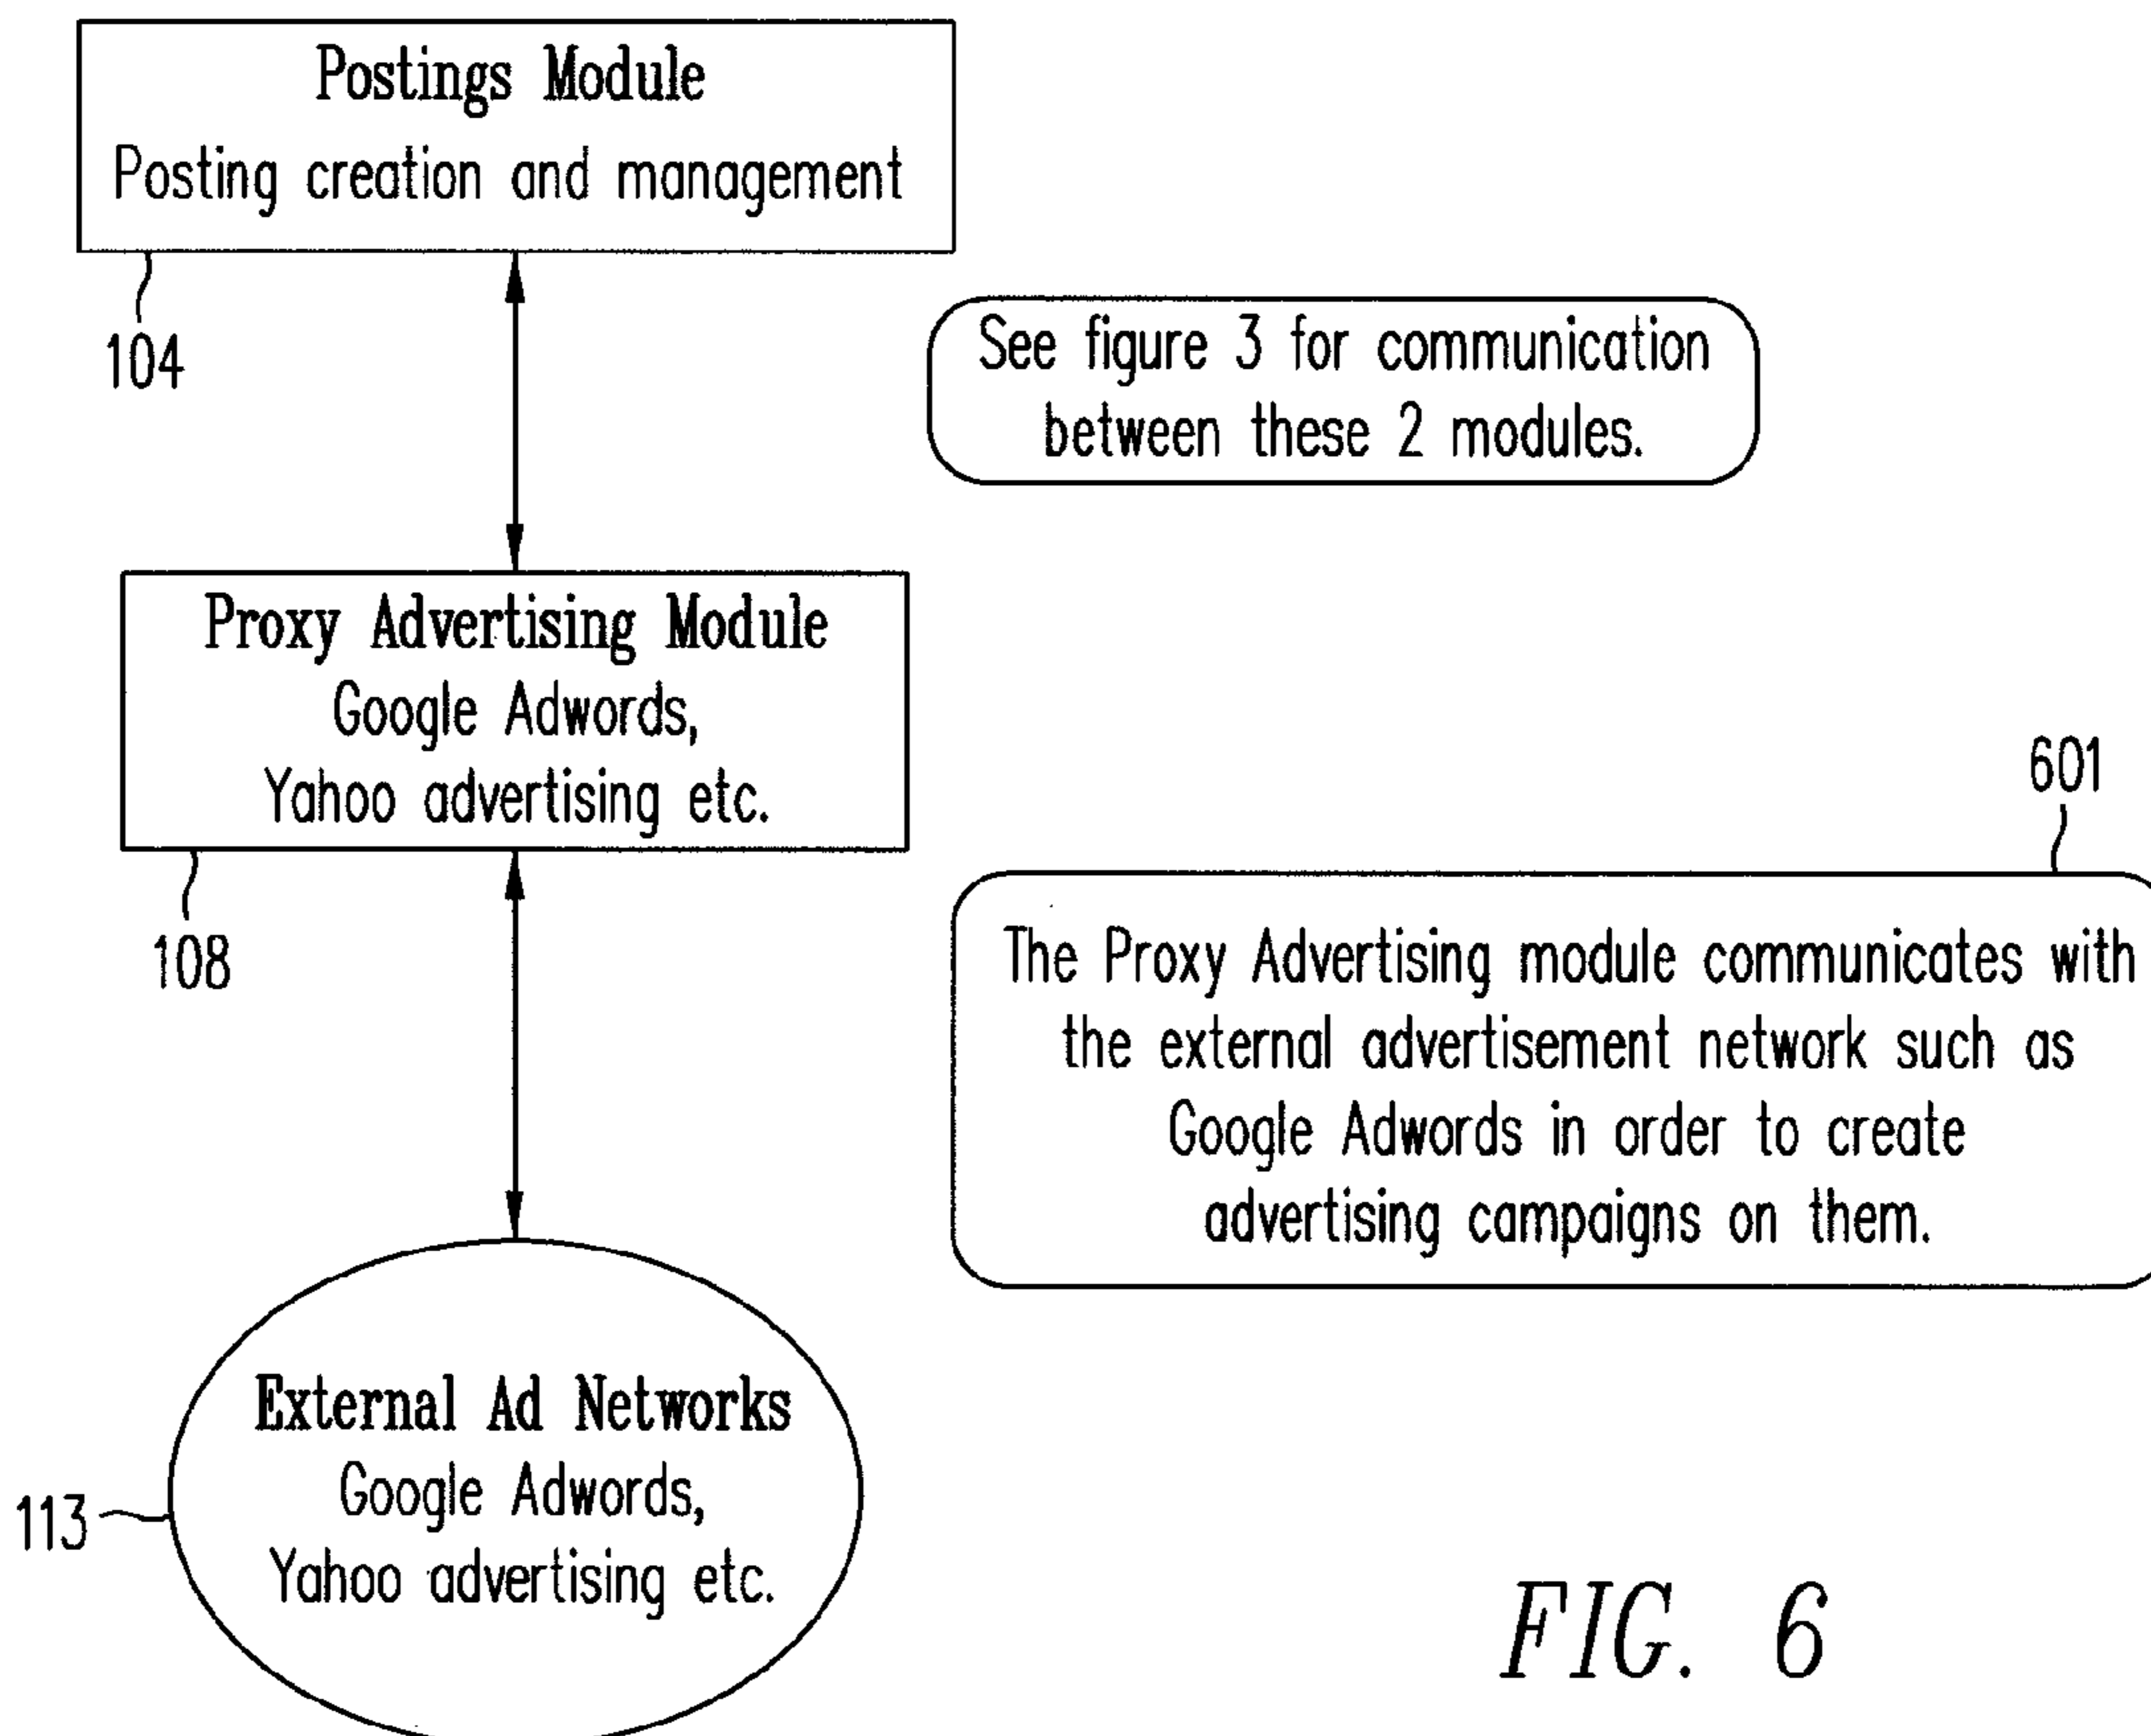 Postings Module
Posting creation and management
104
See figure 3 for communication
between these 2 modules.
Proxy Advertising Module
Google Adwords,
Yahoo advertising etc.
108
601
The Proxy Advertising module communicates with
the external advertisement network such as
Google Adwords in order to create
advertising campaigns on them.
External Ad Networks
Google Adwords,
Yahoo advertising etc.
113
FIG. 6